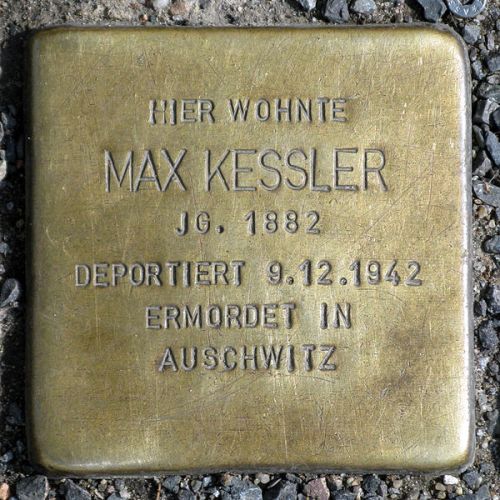 HIER WOHNTE
MAX KESSLER
JG. 1882
DEPORTIERT 9.12.1942
ERMORDET IN
AUSCHWITZ